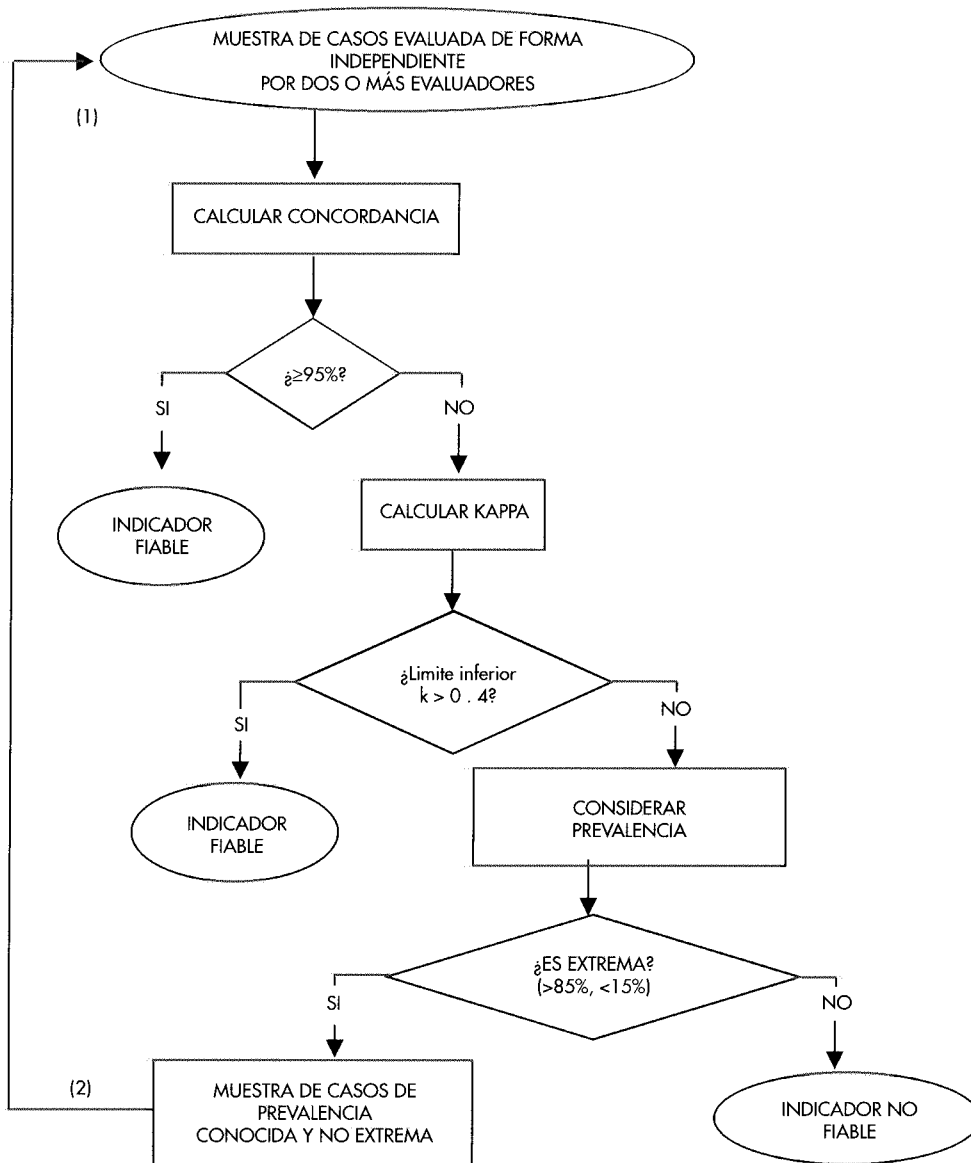 MUESTRA DE CASOS EVALUADA DE FORMA
INDEPENDIENTE
POR DOS O MÁS EVALUADORES
(1)
CALCULAR CONCORDANCIA
¿≥95%?
SI
NO
INDICADOR
FIABLE
CALCULAR KAPPA
¿Limite inferior
k > 0 . 4?
SI
NO
INDICADOR
FIABLE
CONSIDERAR
PREVALENCIA
¿ES EXTREMA?
(>85%, <15%)
SI
NO
(2)
MUESTRA DE CASOS DE
PREVALENCIA
CONOCIDA Y NO EXTREMA
INDICADOR NO
FIABLE